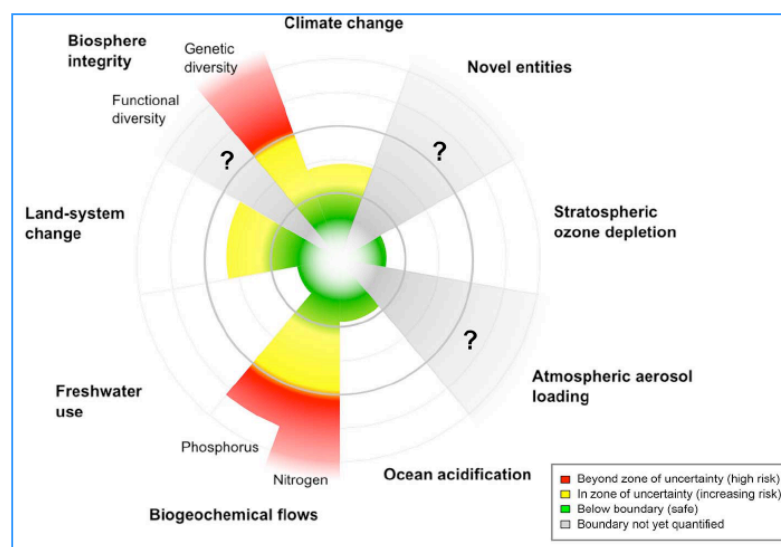 Climate change
Biosphere
integrity
Genetic
diversity
Novel entities
Functional
diversity
?
?
Land-system
change
Stratospheric
ozone depletion
?
Freshwater
use
Atmospheric aerosol
loading
Phosphorus
Nitrogen
Ocean acidification
Biogeochemical flows
Beyond zone of uncertainty (high risk)
In zone of uncertainty (increasing risk)
Below boundary (safe)
Boundary not yet quantified